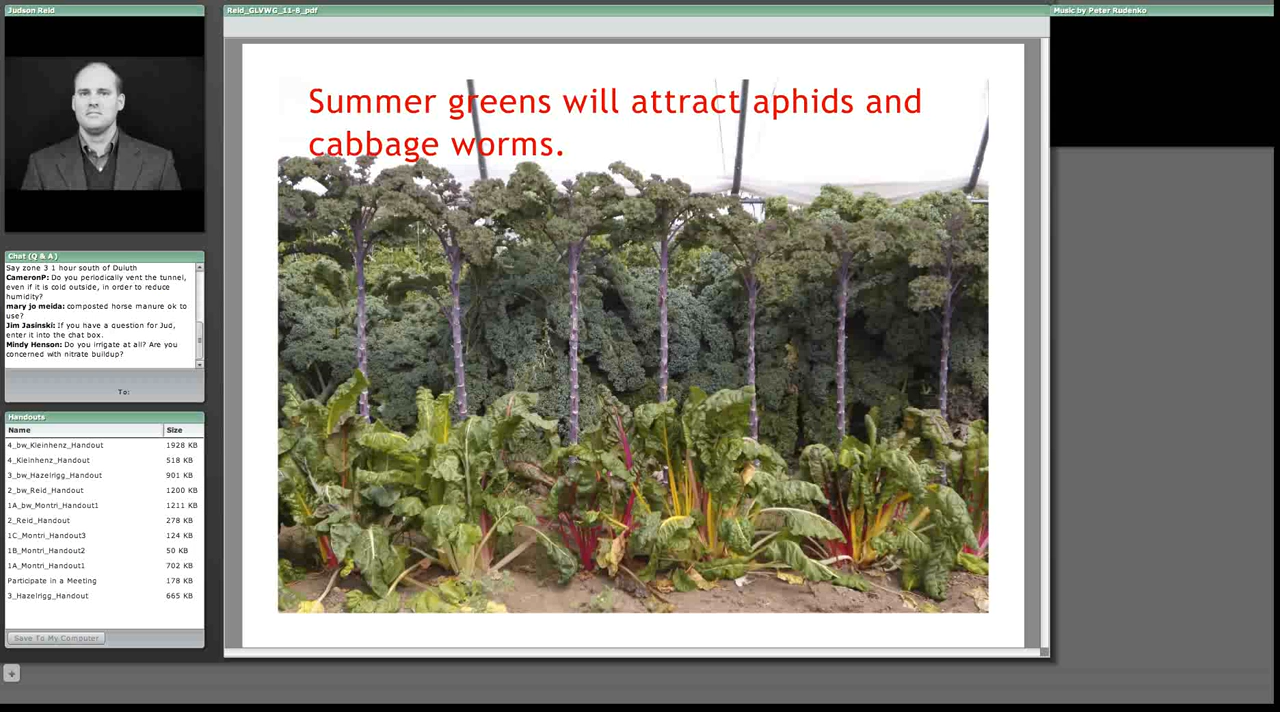 Judson Reid
Reid_GLVWG_11-8_pdf
Music by Peter Rudenko
Summer greens will attract aphids and
cabbage worms.
Chat (Q & A)
Say zone 3 1 hour south of Duluth
CameronP: Do you periodically vent the tunnel,
even if it is cold outside, in order to reduce
humidity?
mary jo meida: composted horse manure ok to
use?
Jim Jasinski: If you have a question for Jud,
enter it into the chat box.
Mindy Henson: Do you irrigate at all? Are you
concerned with nitrate buildup?
To:
Handouts
Name Size
4_bw_Kleinhenz_Handout 1928 KB
4_Kleinhenz_Handout 518 KB
3_bw_Hazelrigg_Handout 901 KB
2_bw_Reid_Handout 1200 KB
1A_bw_Montri_Handout1 1211 KB
2_Reid_Handout 278 KB
1C_Montri_Handout3 124 KB
1B_Montri_Handout2 50 KB
1A_Montri_Handout1 702 KB
Participate in a Meeting 178 KB
3_Hazelrigg_Handout 665 KB
Save To My Computer